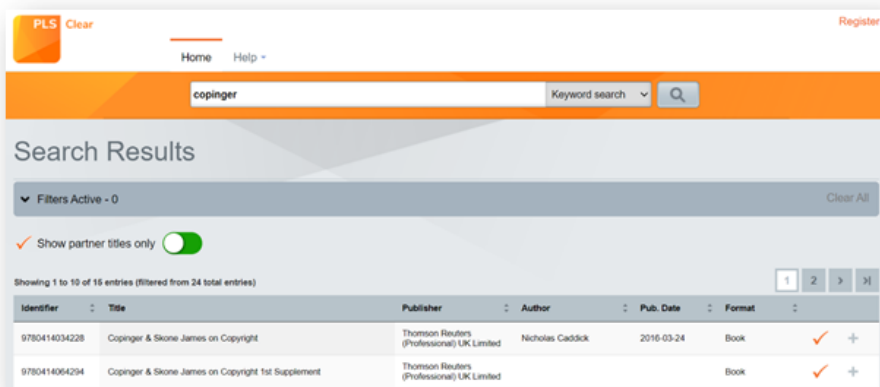 PLS Clear
Register
Home Help
copinger Keyword search
Search Results
Filters Active - 0 Clear All
Show partner titles only
Showing 1 to 10 of 15 entries (filtered from 24 total entries) 1 2 > >|
Identifier Title Publisher Author Pub. Date Format
9780414034228 Copinger & Skone James on Copyright Thomson Reuters (Professional) UK Limited Nicholas Caddick 2016-03-24 Book
9780414064294 Copinger & Skone James on Copyright 1st Supplement Thomson Reuters (Professional) UK Limited Book